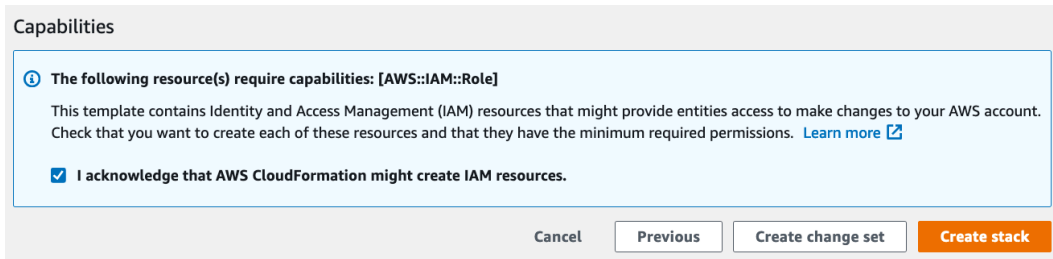 Capabilities
The following resource(s) require capabilities: [AWS::IAM::Role]
This template contains Identity and Access Management (IAM) resources that might provide entities access to make changes to your AWS account.
Check that you want to create each of these resources and that they have the minimum required permissions. Learn more
I acknowledge that AWS CloudFormation might create IAM resources.
Cancel Previous Create change set Create stack